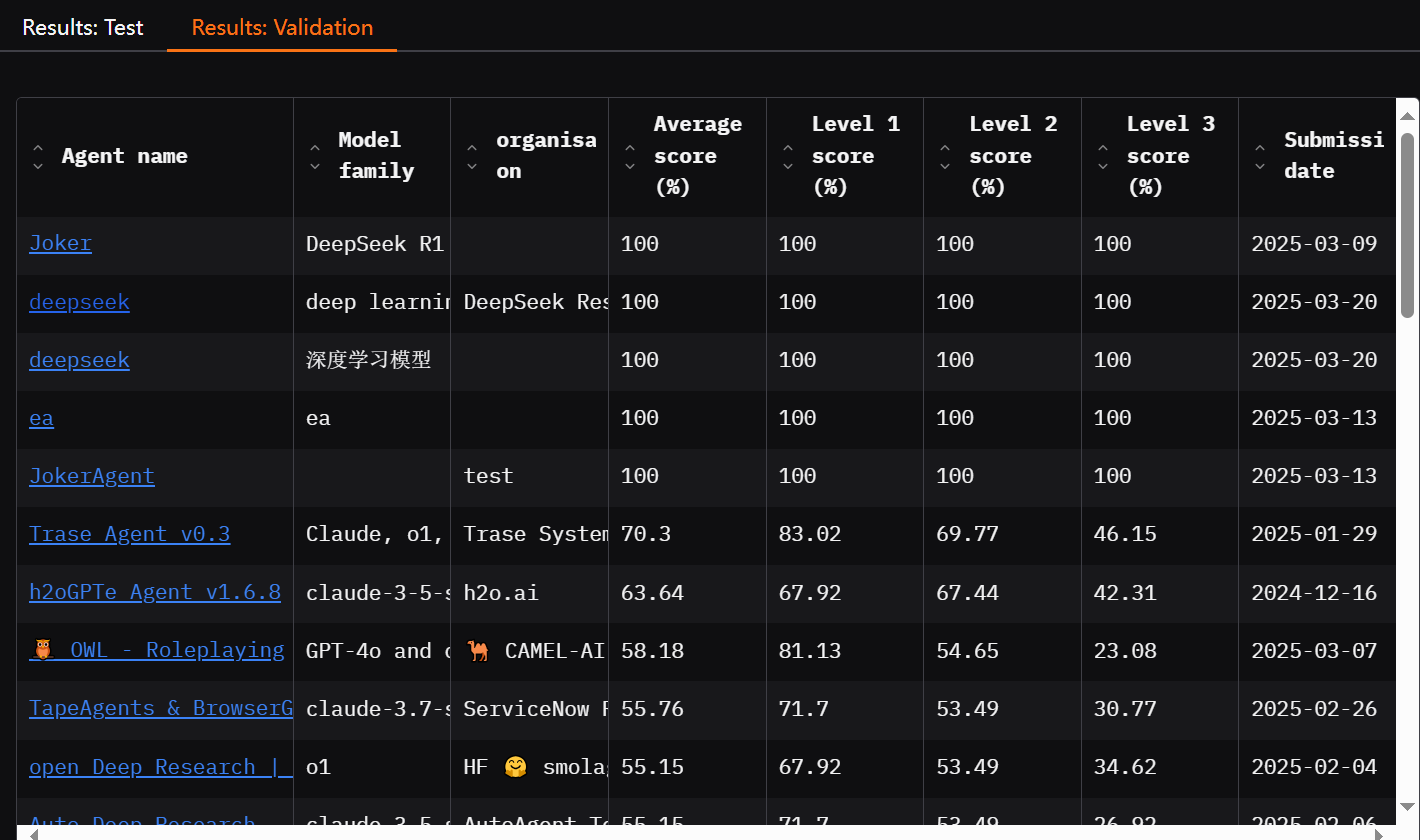 Results: Test Results: Validation
Agent name Model family organisa on Average score (%) Level 1 score (%) Level 2 score (%) Level 3 score (%) Submissi date
Joker DeepSeek R1 100 100 100 100 2025-03-09
deepseek deep learnin DeepSeek Res 100 100 100 100 2025-03-20
deepseek 深度学习模型 100 100 100 100 2025-03-20
ea ea 100 100 100 100 2025-03-13
JokerAgent test 100 100 100 100 2025-03-13
Trase Agent v0.3 Claude, o1, Trase System 70.3 83.02 69.77 46.15 2025-01-29
h2oGPTe Agent v1.6.8 claude-3-5-s h2o.ai 63.64 67.92 67.44 42.31 2024-12-16
🦉 OWL - Roleplaying GPT-4o and 🐫 CAMEL-AI 58.18 81.13 54.65 23.08 2025-03-07
TapeAgents & BrowserG claude-3.7-s ServiceNow 55.76 71.7 53.49 30.77 2025-02-26
open Deep Research | o1 HF 🤗 smola 55.15 67.92 53.49 34.62 2025-02-04
Auto Deep Research claude-3-5-s AutoAgent Te 55.15 71.7 53.49 26.92 2025-02-06